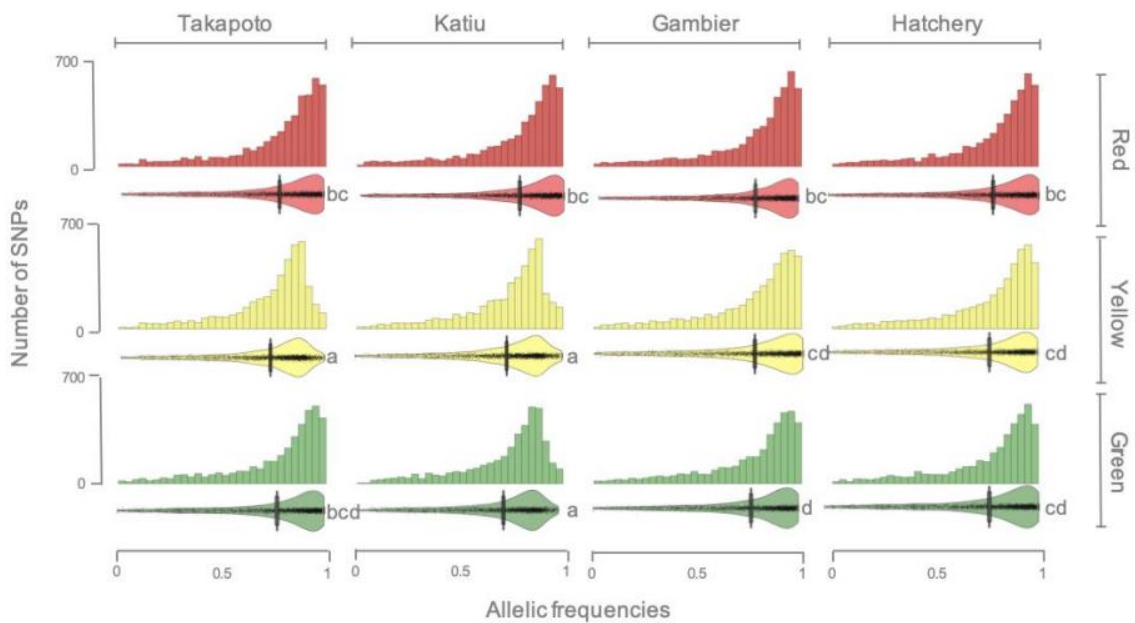 Takapoto Katiu Gambier Hatchery
700
0
Red
bc bc bc bc
Number of SNPs
700
0
Yellow
a a cd cd
700
0
Green
bcd a d cd
0 0.5 1 0 0.5 1 0 0.5 1 0 0.5 1
Allelic frequencies